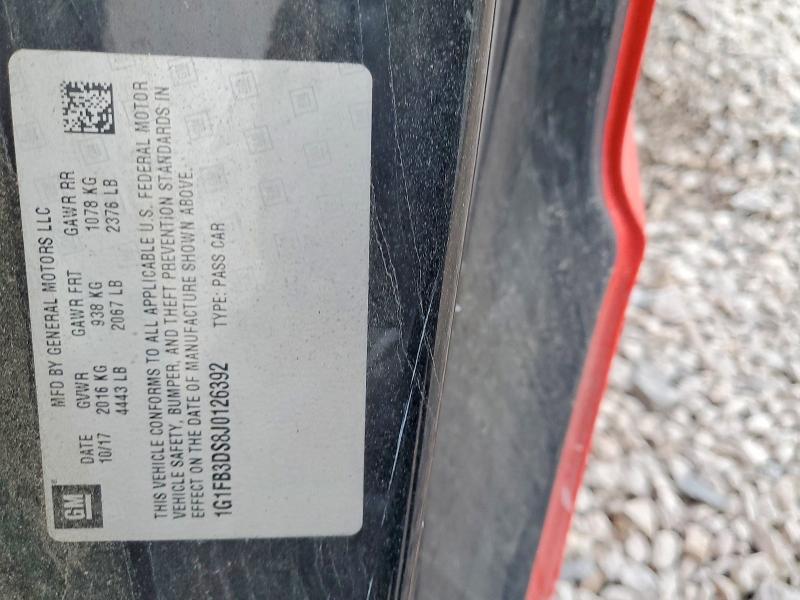 GM
MFD BY GENERAL MOTORS LLC
DATE GVWR GAWR FRT GAWR RR
10/17 2016 KG 938 KG 1078 KG
4443 LB 2067 LB 2376 LB
THIS VEHICLE CONFORMS TO ALL APPLICABLE U.S. FEDERAL MOTOR
VEHICLE SAFETY, BUMPER, AND THEFT PREVENTION STANDARDS IN
EFFECT ON THE DATE OF MANUFACTURE SHOWN ABOVE.
1G1FB3DS8J0126392 TYPE: PASS CAR